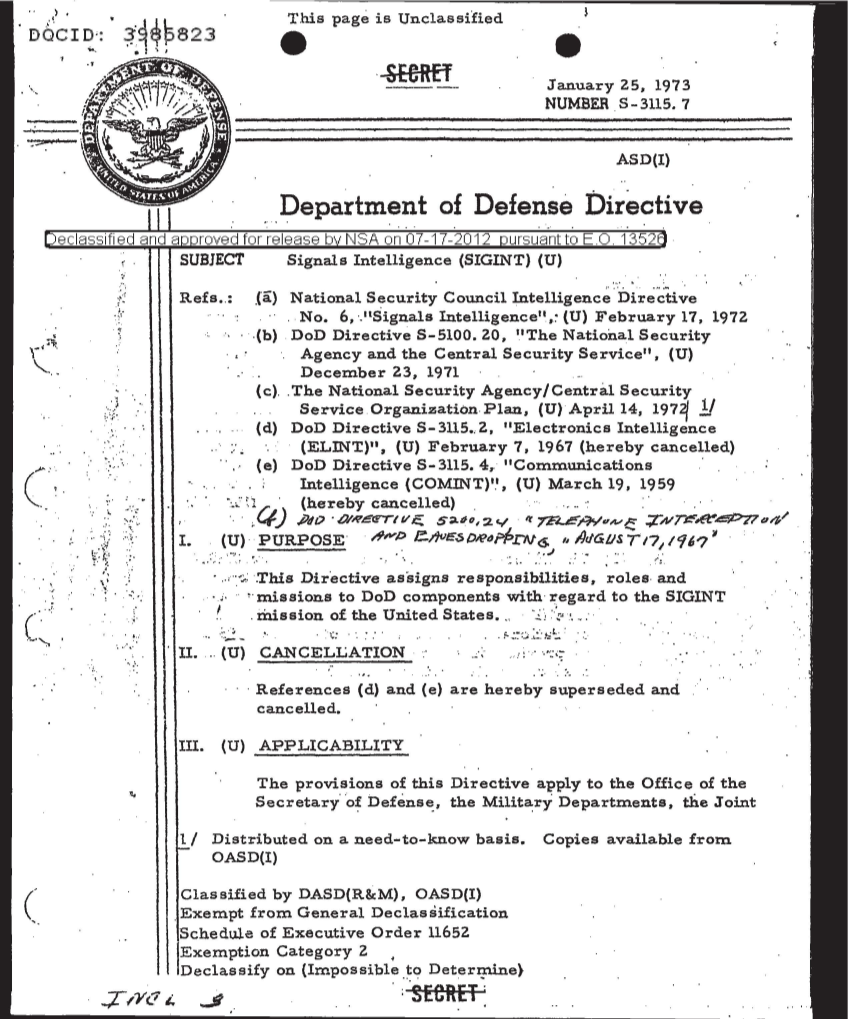 This page is Unclassified
DOCID: 3985823
SECRET
January 25, 1973
NUMBER S-3115.7
DEPARTMENT OF DEFENSE
UNITED STATES OF AMERICA
ASD(I)
Department of Defense Directive
Declassified and approved for release by NSA on 07-17-2012 pursuant to E.O. 13526
SUBJECT Signals Intelligence (SIGINT) (U)
Refs.: (a) National Security Council Intelligence Directive
No. 6, "Signals Intelligence", (U) February 17, 1972
(b) DoD Directive S-5100.20, "The National Security
Agency and the Central Security Service", (U)
December 23, 1971
(c) The National Security Agency/Central Security
Service Organization Plan, (U) April 14, 1972 1/
(d) DoD Directive S-3115.2, "Electronics Intelligence
(ELINT)", (U) February 7, 1967 (hereby cancelled)
(e) DoD Directive S-3115.4, "Communications
Intelligence (COMINT)", (U) March 19, 1959
(hereby cancelled)
(f) DOD DIRECTIVE 5200.24, "TELEPHONE INTERCEPTION
AND EAVESDROPPING," AUGUST 17, 1967"
I. (U) PURPOSE
This Directive assigns responsibilities, roles and
missions to DoD components with regard to the SIGINT
mission of the United States.
II. (U) CANCELLATION
References (d) and (e) are hereby superseded and
cancelled.
III. (U) APPLICABILITY
The provisions of this Directive apply to the Office of the
Secretary of Defense, the Military Departments, the Joint
1/ Distributed on a need-to-know basis. Copies available from
OASD(I)
Classified by DASD(R&M), OASD(I)
Exempt from General Declassification
Schedule of Executive Order 11652
Exemption Category 2
Declassify on (Impossible to Determine)
SECRET
INCL 3